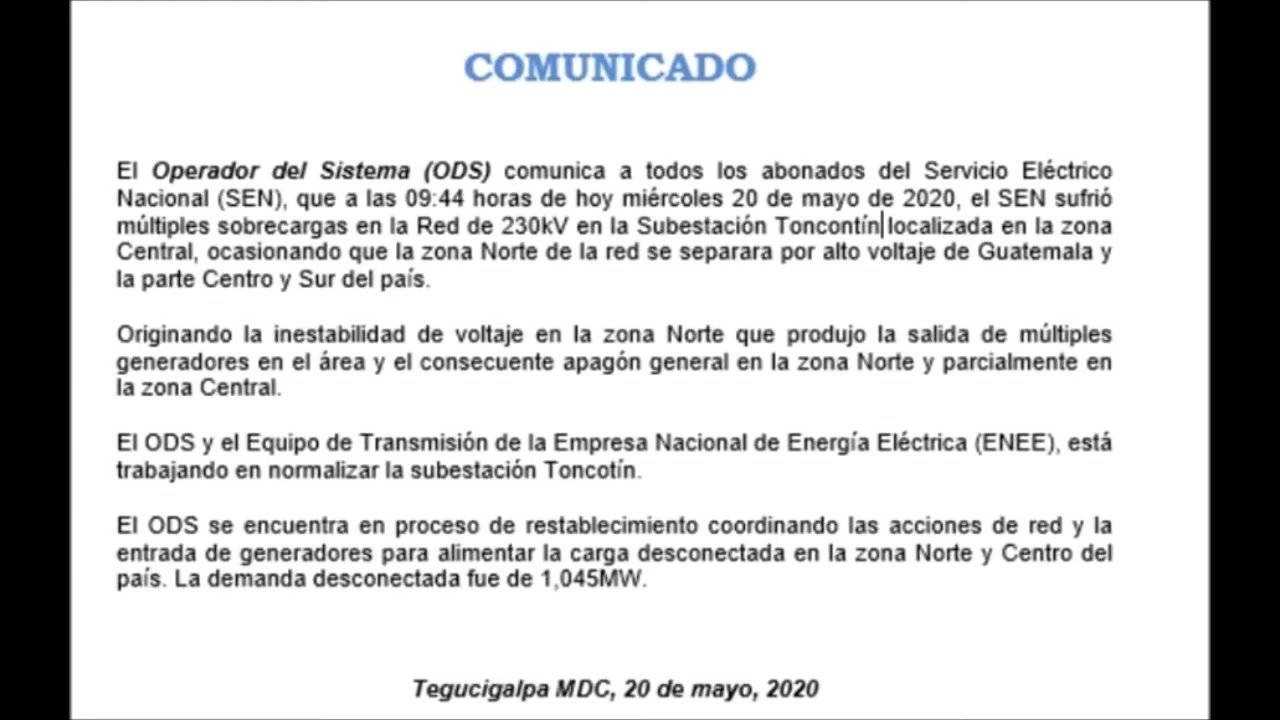 COMUNICADO
El Operador del Sistema (ODS) comunica a todos los abonados del Servicio Eléctrico
Nacional (SEN), que a las 09:44 horas de hoy miércoles 20 de mayo de 2020, el SEN sufrió
múltiples sobrecargas en la Red de 230kV en la Subestación Toncontín localizada en la zona
Central, ocasionando que la zona Norte de la red se separara por alto voltaje de Guatemala y
la parte Centro y Sur del país.
Originando la inestabilidad de voltaje en la zona Norte que produjo la salida de múltiples
generadores en el área y el consecuente apagón general en la zona Norte y parcialmente en
la zona Central.
El ODS y el Equipo de Transmisión de la Empresa Nacional de Energía Eléctrica (ENEE), está
trabajando en normalizar la subestación Toncotín.
El ODS se encuentra en proceso de restablecimiento coordinando las acciones de red y la
entrada de generadores para alimentar la carga desconectada en la zona Norte y Centro del
país. La demanda desconectada fue de 1,045MW.
Tegucigalpa MDC, 20 de mayo, 2020